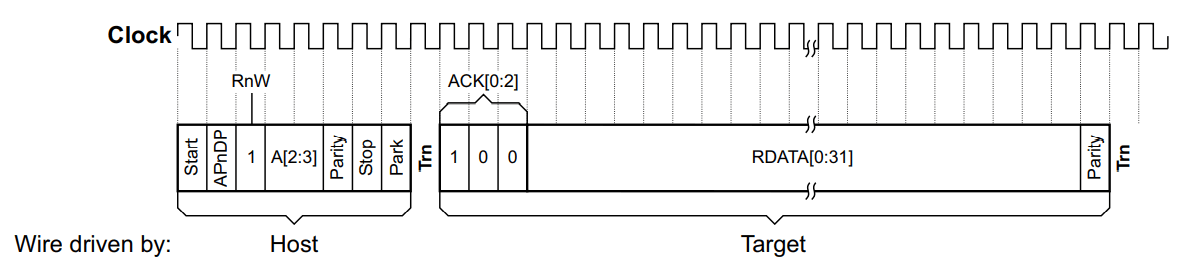 Clock
RnW
ACK[0:2]
Start
APnDP
1
A[2:3]
Parity
Stop
Park
Trn
1
0
0
RDATA[0:31]
Parity
Trn
Wire driven by:
Host
Target